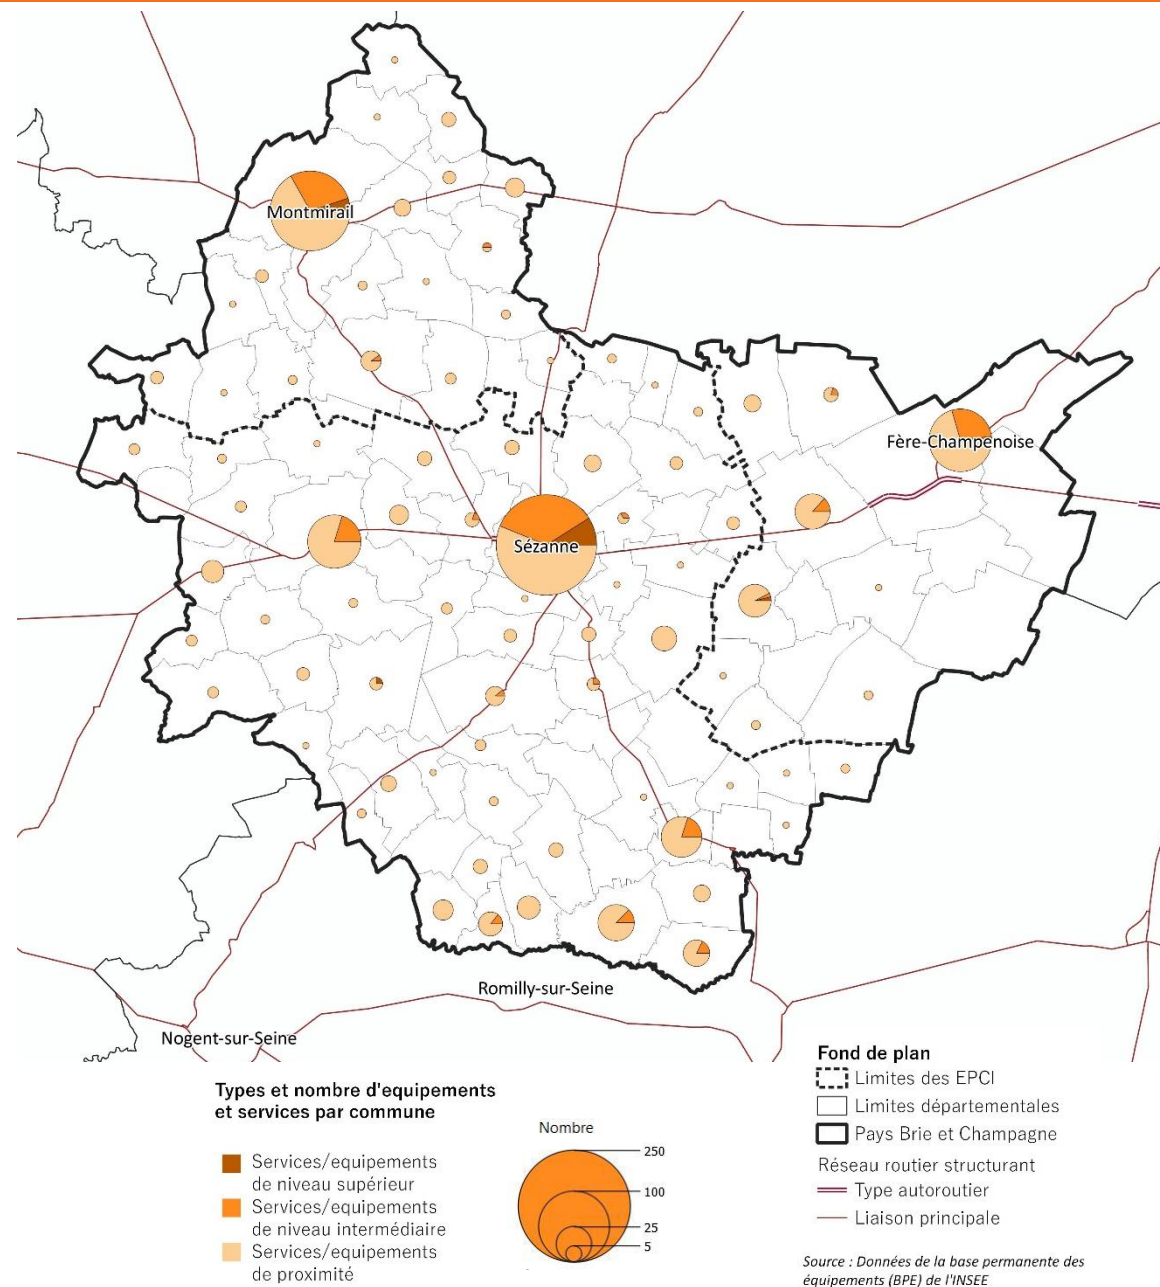 Montmirail
Fère-Champenoise
Sézanne
Romilly-sur-Seine
Nogent-sur-Seine
Types et nombre d'equipements
et services par commune
Services/equipements
de niveau supérieur
Services/equipements
de niveau intermédiaire
Services/equipements
de proximité
Nombre
250
100
25
5
Fond de plan
Limites des EPCI
Limites départementales
Pays Brie et Champagne
Réseau routier structurant
Type autoroutier
Liaison principale
Source : Données de la base permanente des
équipements (BPE) de l'INSEE